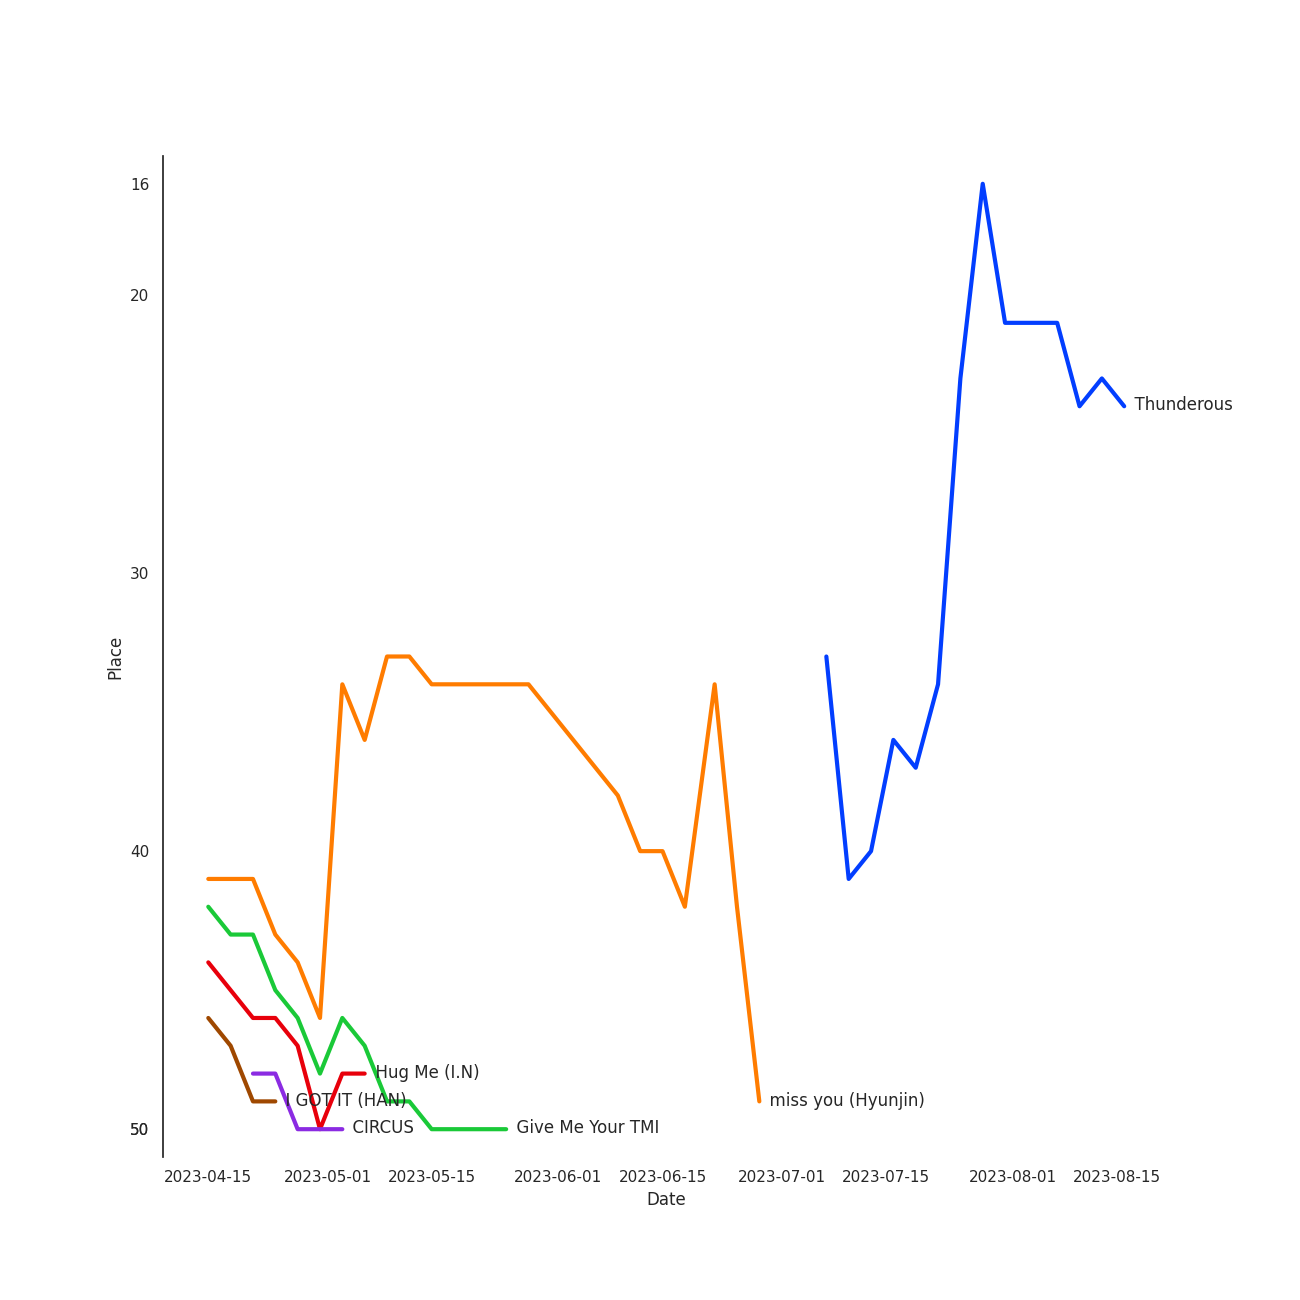 16
20
30
40
50
Place
Thunderous
Hug Me (I.N)
I GOT IT (HAN)
miss you (Hyunjin)
CIRCUS
Give Me Your TMI
2023-04-15
2023-05-01
2023-05-15
2023-06-01
2023-06-15
2023-07-01
2023-07-15
2023-08-01
2023-08-15
Date